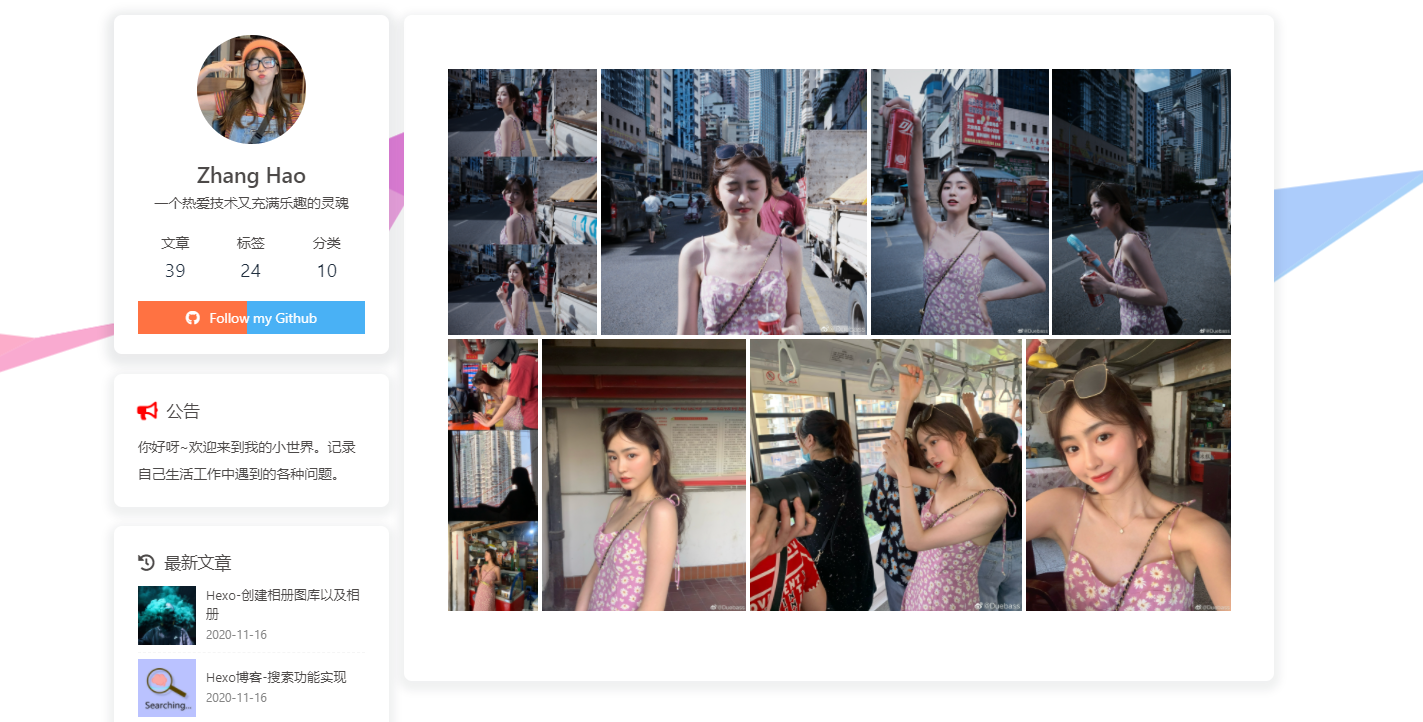 Zhang Hao
一个热爱技术又充满乐趣的灵魂
文章
标签
分类
39
24
10
Follow my Github
公告
你好呀~欢迎来到我的小世界。记录
自己生活工作中遇到的各种问题。
最新文章
Hexo-创建相册图库以及相
册
2020-11-16
Hexo博客-搜索功能实现
2020-11-16
Searching...
@Duebass
@Duebass
@Duebass
@Duebass